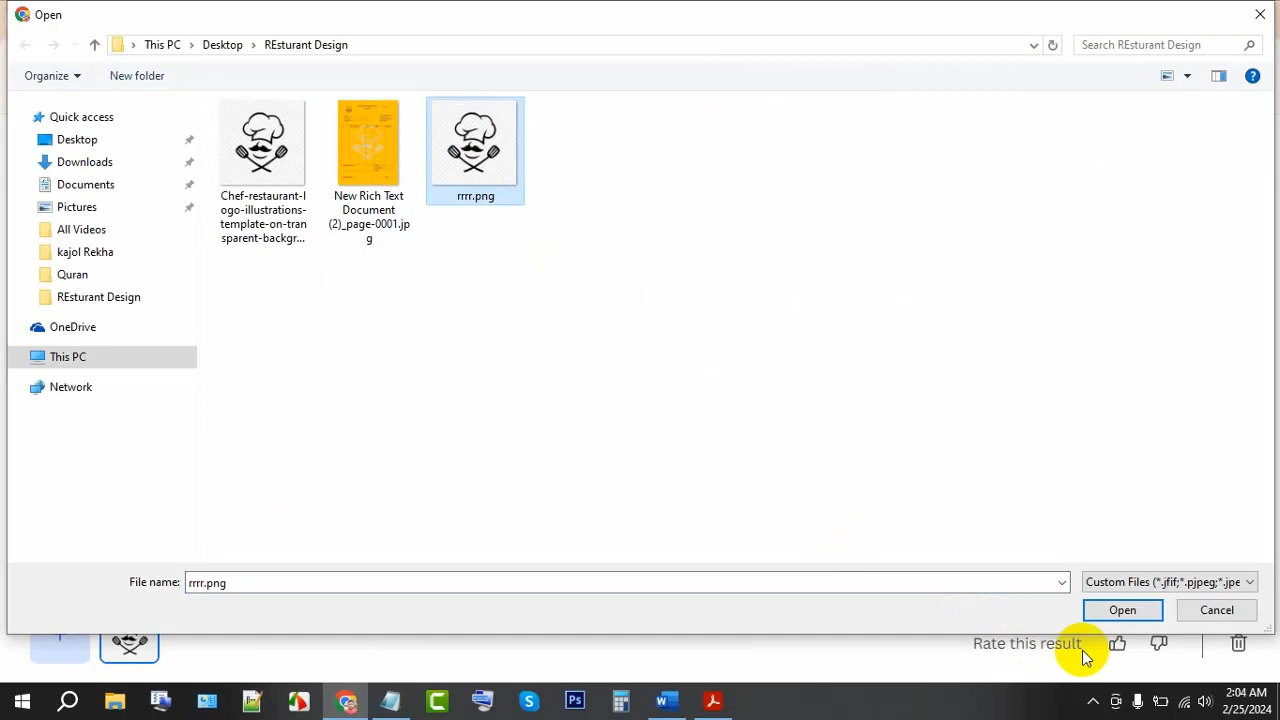 Open
This PC
Desktop
REsturant Design
Search REsturant Design
Organize
New folder
Quick access
Desktop
Downloads
Documents
Pictures
All Videos
kajol Rekha
Quran
REsturant Design
OneDrive
This PC
Network
Chef-restaurant-l
ogo-illustrations-
template-on-tran
sparent-backgr...
New Rich Text
Document
(2)_page-0001.jp
g
rrrr.png
File name:
rrrr.png
Custom Files (*.jfif;*.pjpeg;*.jpe
Open
Cancel
Rate this result
Ps
2:04 AM
2/25/2024